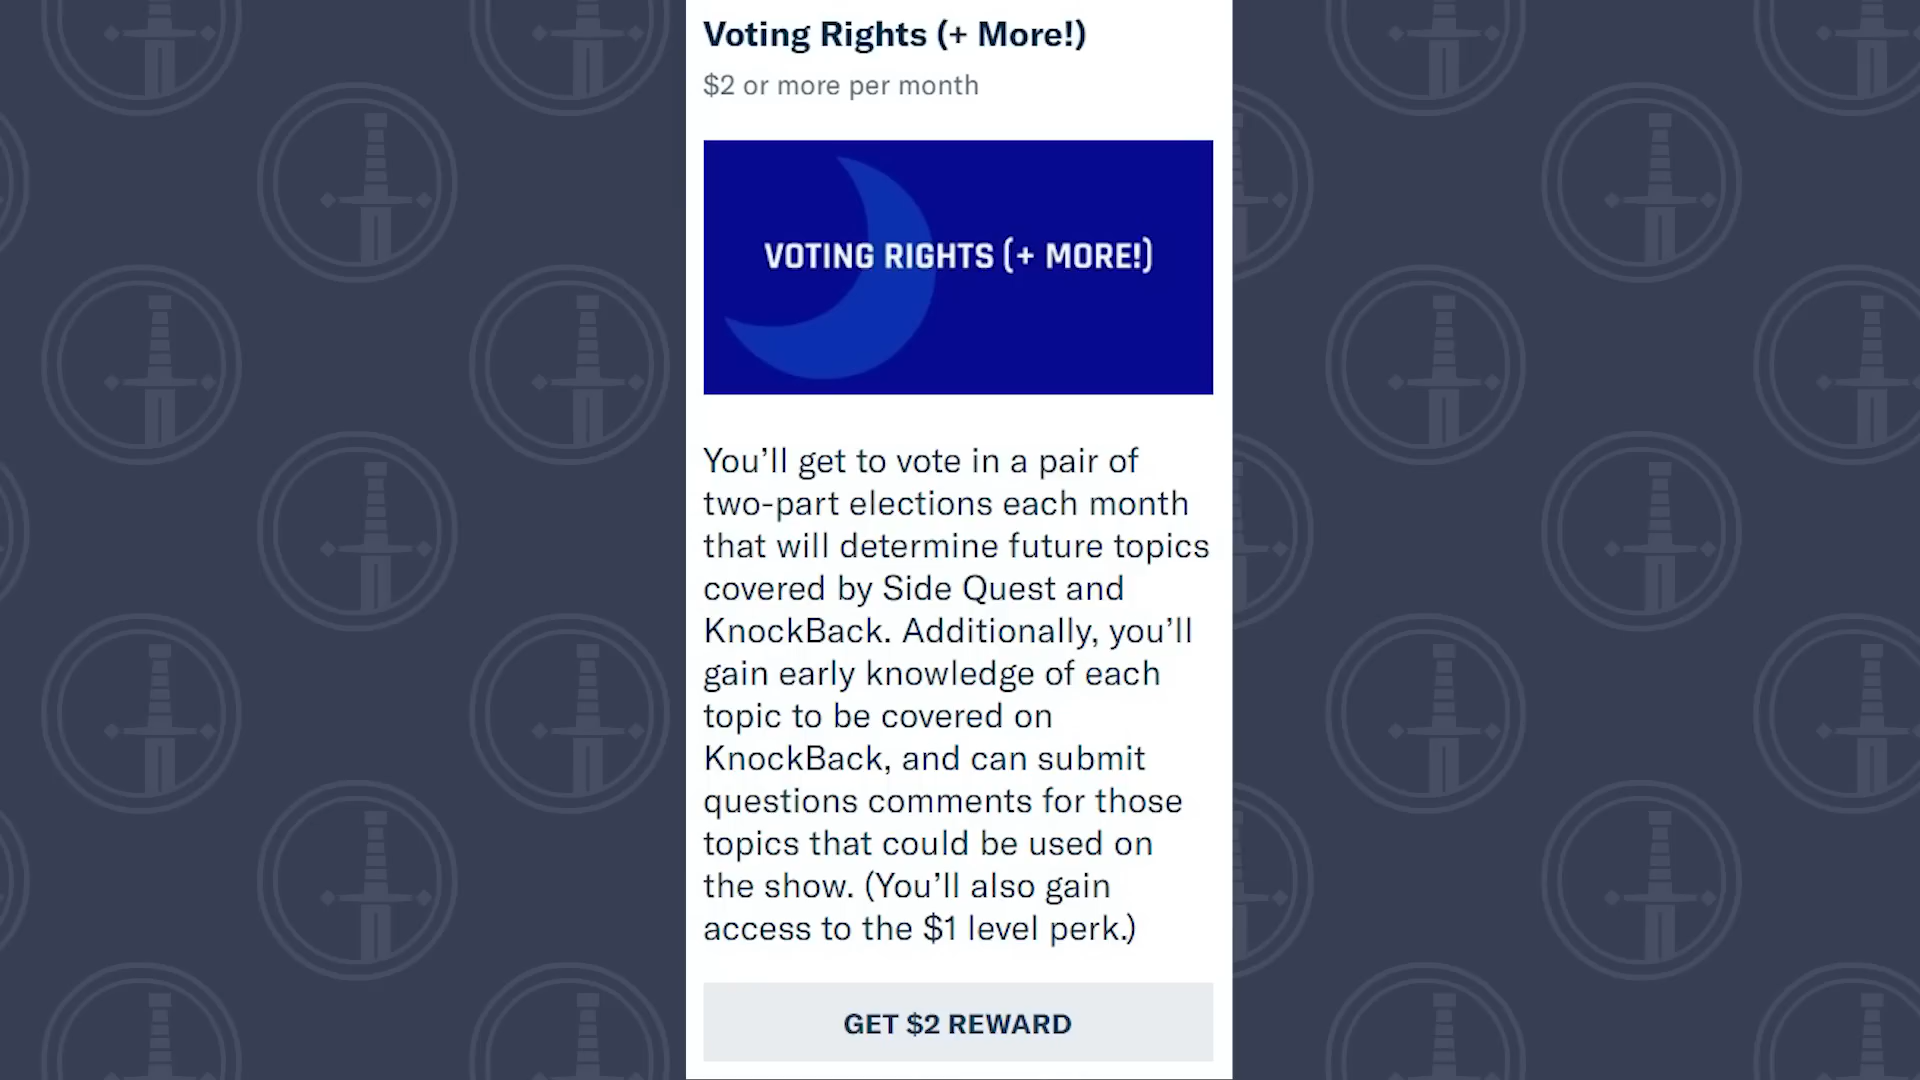 Voting Rights (+ More!)
$2 or more per month
VOTING RIGHTS (+ MORE!)
You’ll get to vote in a pair of
two-part elections each month
that will determine future topics
covered by Side Quest and
KnockBack. Additionally, you’ll
gain early knowledge of each
topic to be covered on
KnockBack, and can submit
questions comments for those
topics that could be used on
the show. (You’ll also gain
access to the $1 level perk.)
GET $2 REWARD